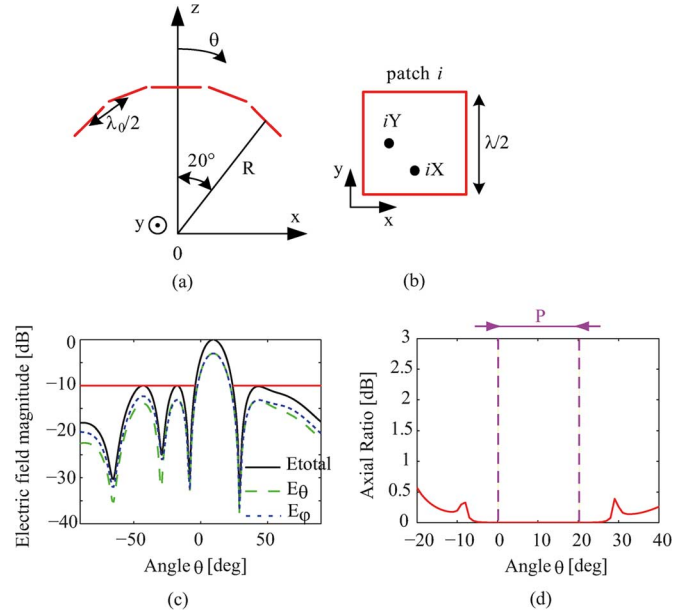 z
θ
λ₀/2
20°
R
y
x
0
(a)
patch i
iY
iX
λ/2
y
x
(b)
Electric field magnitude [dB]
0
−10
−20
−30
−40
−50
0
50
Angle θ [deg]
Etotal
Eθ
Eφ
(c)
P
Axial Ratio [dB]
3
2.5
2
1.5
1
0.5
0
−20
−10
0
10
20
30
40
Angle θ [deg]
(d)